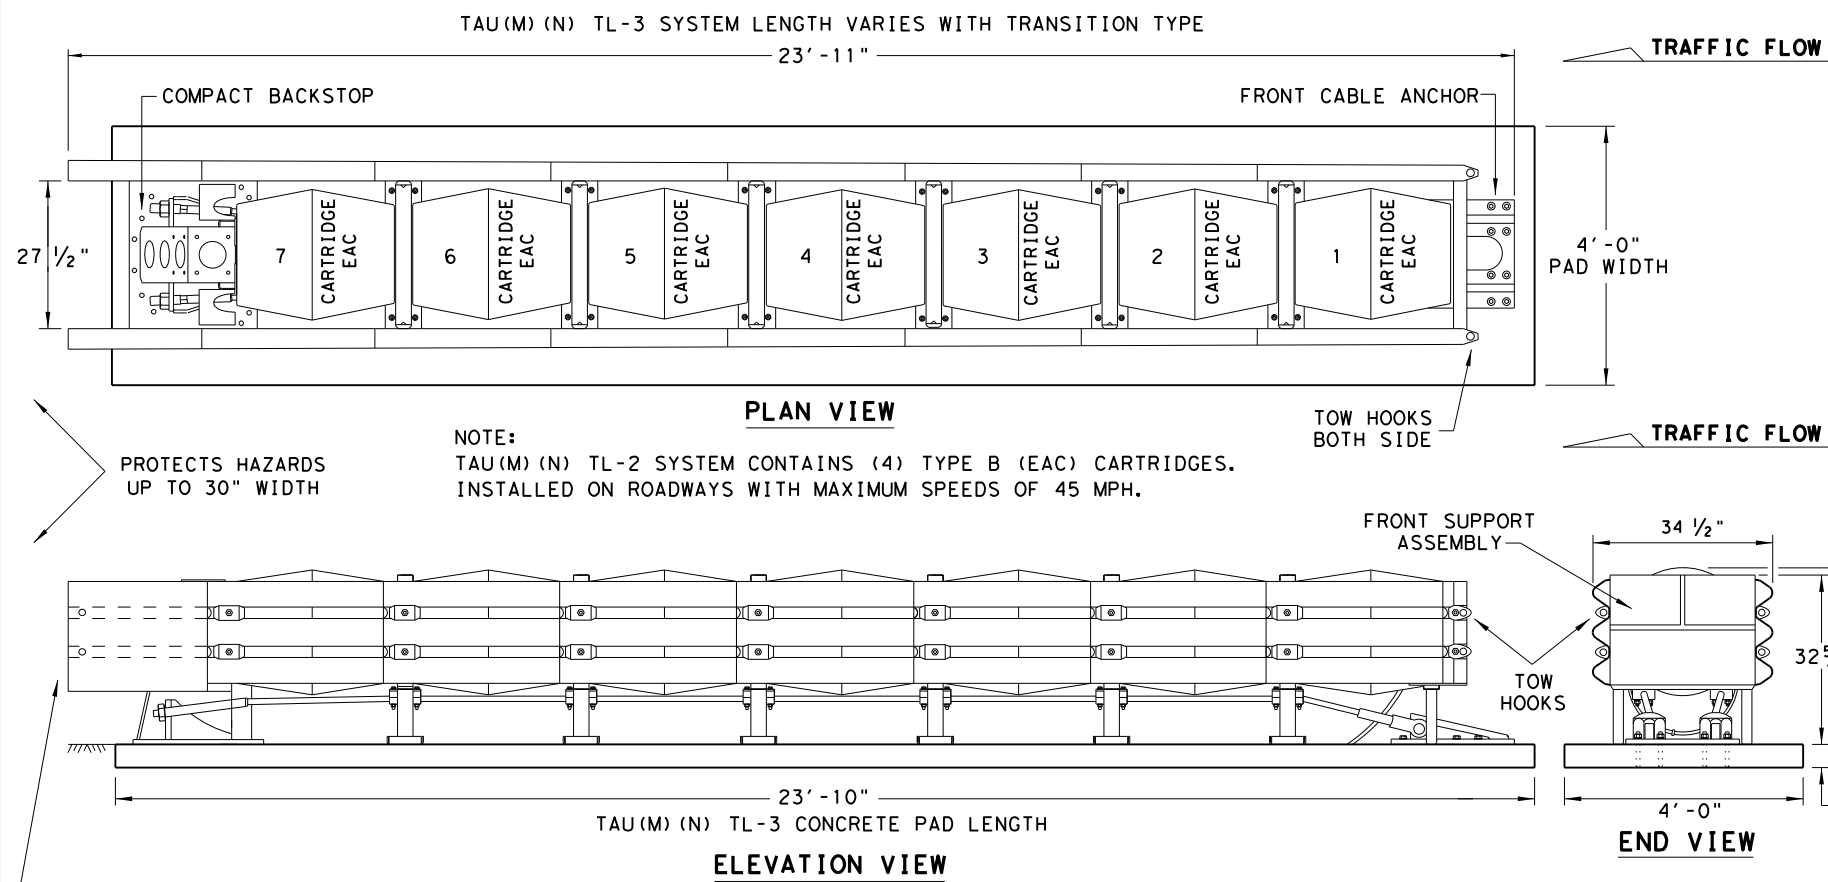 TAU(M)(N) TL-3 SYSTEM LENGTH VARIES WITH TRANSITION TYPE
23'-11"
TRAFFIC FLOW
COMPACT BACKSTOP
FRONT CABLE ANCHOR
27 1/2"
7
CARTRIDGE
EAC
6
CARTRIDGE
EAC
5
CARTRIDGE
EAC
4
CARTRIDGE
EAC
3
CARTRIDGE
EAC
2
CARTRIDGE
EAC
1
CARTRIDGE
EAC
4'-0"
PAD WIDTH
PLAN VIEW
TOW HOOKS
BOTH SIDE
TRAFFIC FLOW
PROTECTS HAZARDS
UP TO 30" WIDTH
NOTE:
TAU(M)(N) TL-2 SYSTEM CONTAINS (4) TYPE B (EAC) CARTRIDGES.
INSTALLED ON ROADWAYS WITH MAXIMUM SPEEDS OF 45 MPH.
FRONT SUPPORT
ASSEMBLY
34 1/2"
TOW
HOOKS
32
23'-10"
TAU(M)(N) TL-3 CONCRETE PAD LENGTH
ELEVATION VIEW
4'-0"
END VIEW